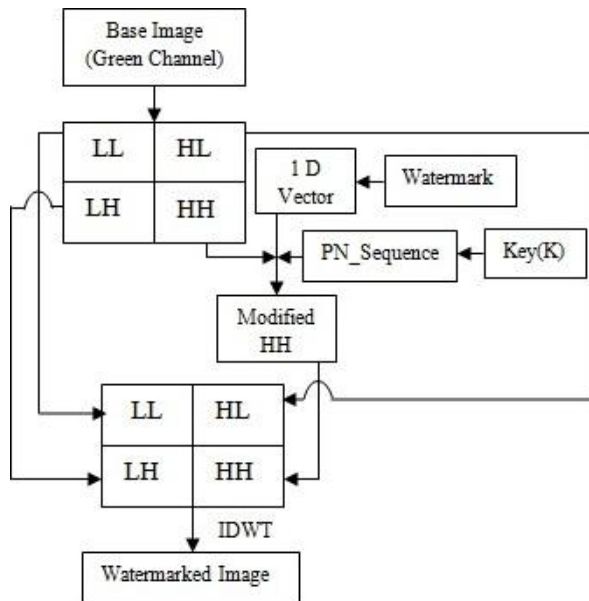 Base Image
(Green Channel)
LL HL
LH HH
1 D
Vector
Watermark
PN_Sequence
Key(K)
Modified
HH
LL HL
LH HH
IDWT
Watermarked Image